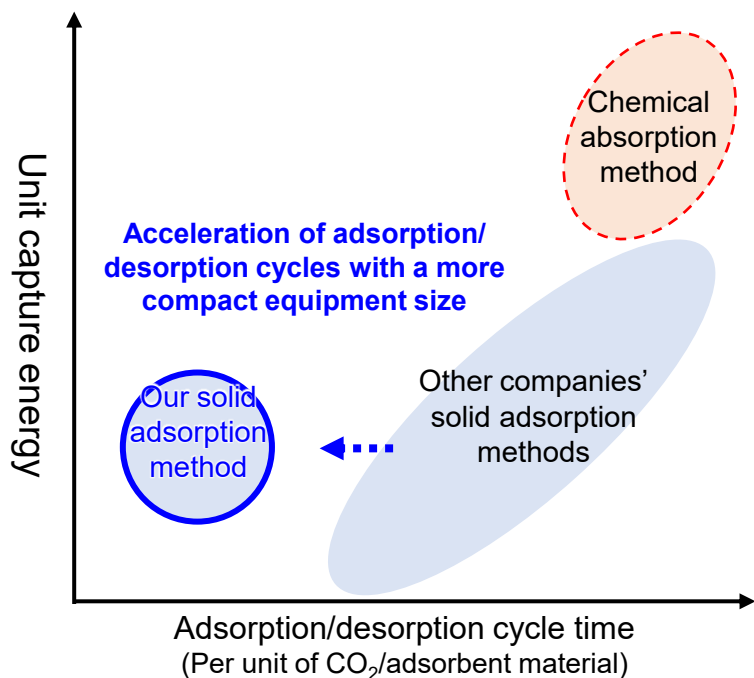 Chemical
absorption
method
Unit capture energy
Acceleration of adsorption/
desorption cycles with a more
compact equipment size
Our solid
adsorption
method
Other companies’
solid adsorption
methods
Adsorption/desorption cycle time
(Per unit of CO₂/adsorbent material)